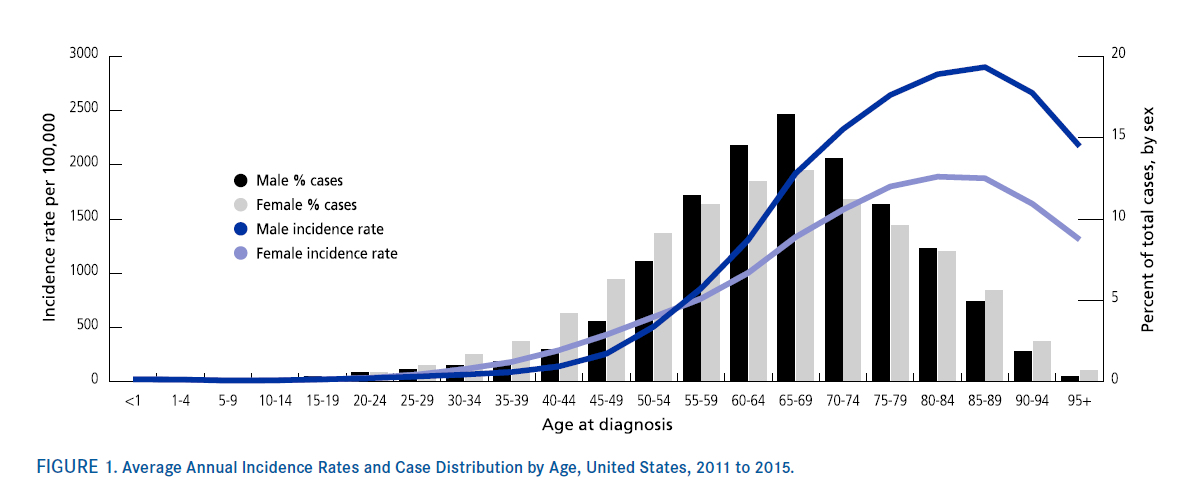 3000
2500
2000
1500
1000
500
0
Incidence rate per 100,000
Male % cases
Female % cases
Male incidence rate
Female incidence rate
20
15
10
5
0
Percent of total cases, by sex
<1 1-4 5-9 10-14 15-19 20-24 25-29 30-34 35-39 40-44 45-49 50-54 55-59 60-64 65-69 70-74 75-79 80-84 85-89 90-94 95+
Age at diagnosis
FIGURE 1. Average Annual Incidence Rates and Case Distribution by Age, United States, 2011 to 2015.